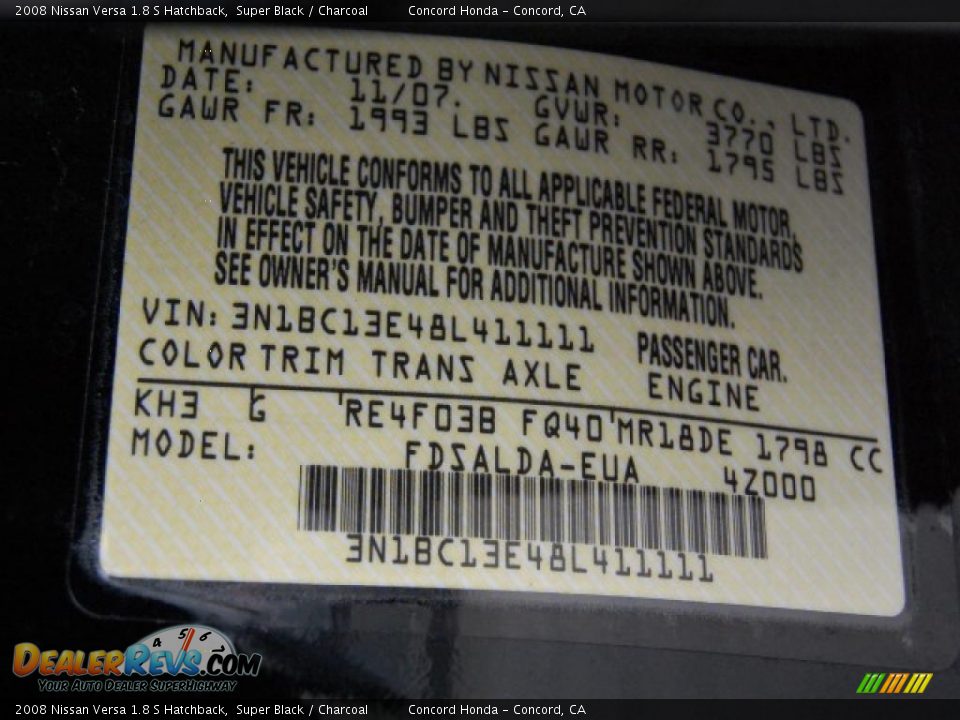 2008 Nissan Versa 1.8 S Hatchback, Super Black / Charcoal Concord Honda - Concord, CA
MANUFACTURED BY NISSAN MOTOR CO., LTD.
DATE: 11/07. GVWR: 3770 LBS
GAWR FR: 1993 LBS GAWR RR: 1795 LBS
THIS VEHICLE CONFORMS TO ALL APPLICABLE FEDERAL MOTOR
VEHICLE SAFETY, BUMPER AND THEFT PREVENTION STANDARDS
IN EFFECT ON THE DATE OF MANUFACTURE SHOWN ABOVE.
SEE OWNER'S MANUAL FOR ADDITIONAL INFORMATION.
VIN: 3N1BC13E48L411111 PASSENGER CAR.
COLOR TRIM TRANS AXLE ENGINE
KH3 G 'RE4F03B FQ40'MR18DE 1798 CC
MODEL: FDSALDA-EUA 4Z000
3N1BC13E48L411111
4 5 6
DEALERREVS.COM
YOUR AUTO DEALER SUPERHIGHWAY
2008 Nissan Versa 1.8 S Hatchback, Super Black / Charcoal Concord Honda - Concord, CA